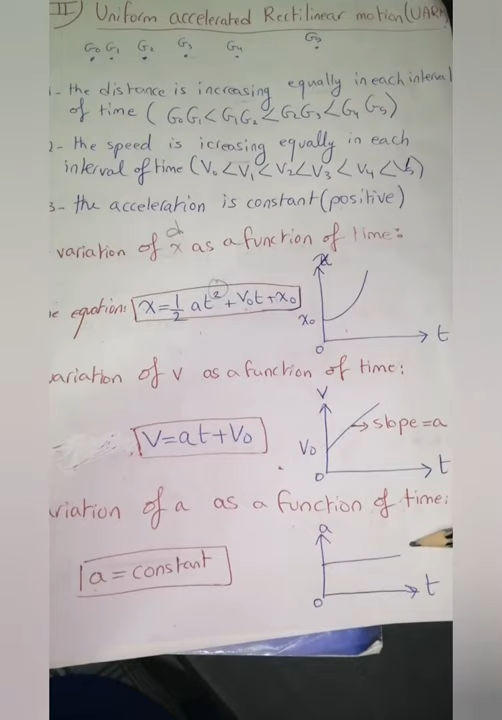 II) Uniform accelerated Rectilinear motion(UARM
G₀ G₁ G₂ G₃ G₄ G₅
1- the distance is increasing equally in each interval
of time ( G₀G₁<G₁G₂<G₂G₃<G₄G₅)
2- the speed is icreasing equally in each
interval of time (V₀<V₁<V₂<V₃<V₄<V₅)
3- the acceleration is constant(positive)
d
variation of x as a function of time:
x
ie equation: x=½at²+V₀t+x₀
x₀
0
t
variation of v as a function of time:
V
slope=a
V=at+V₀
V₀
0
t
riation of a as a function of time:
a
a = constant
0
t